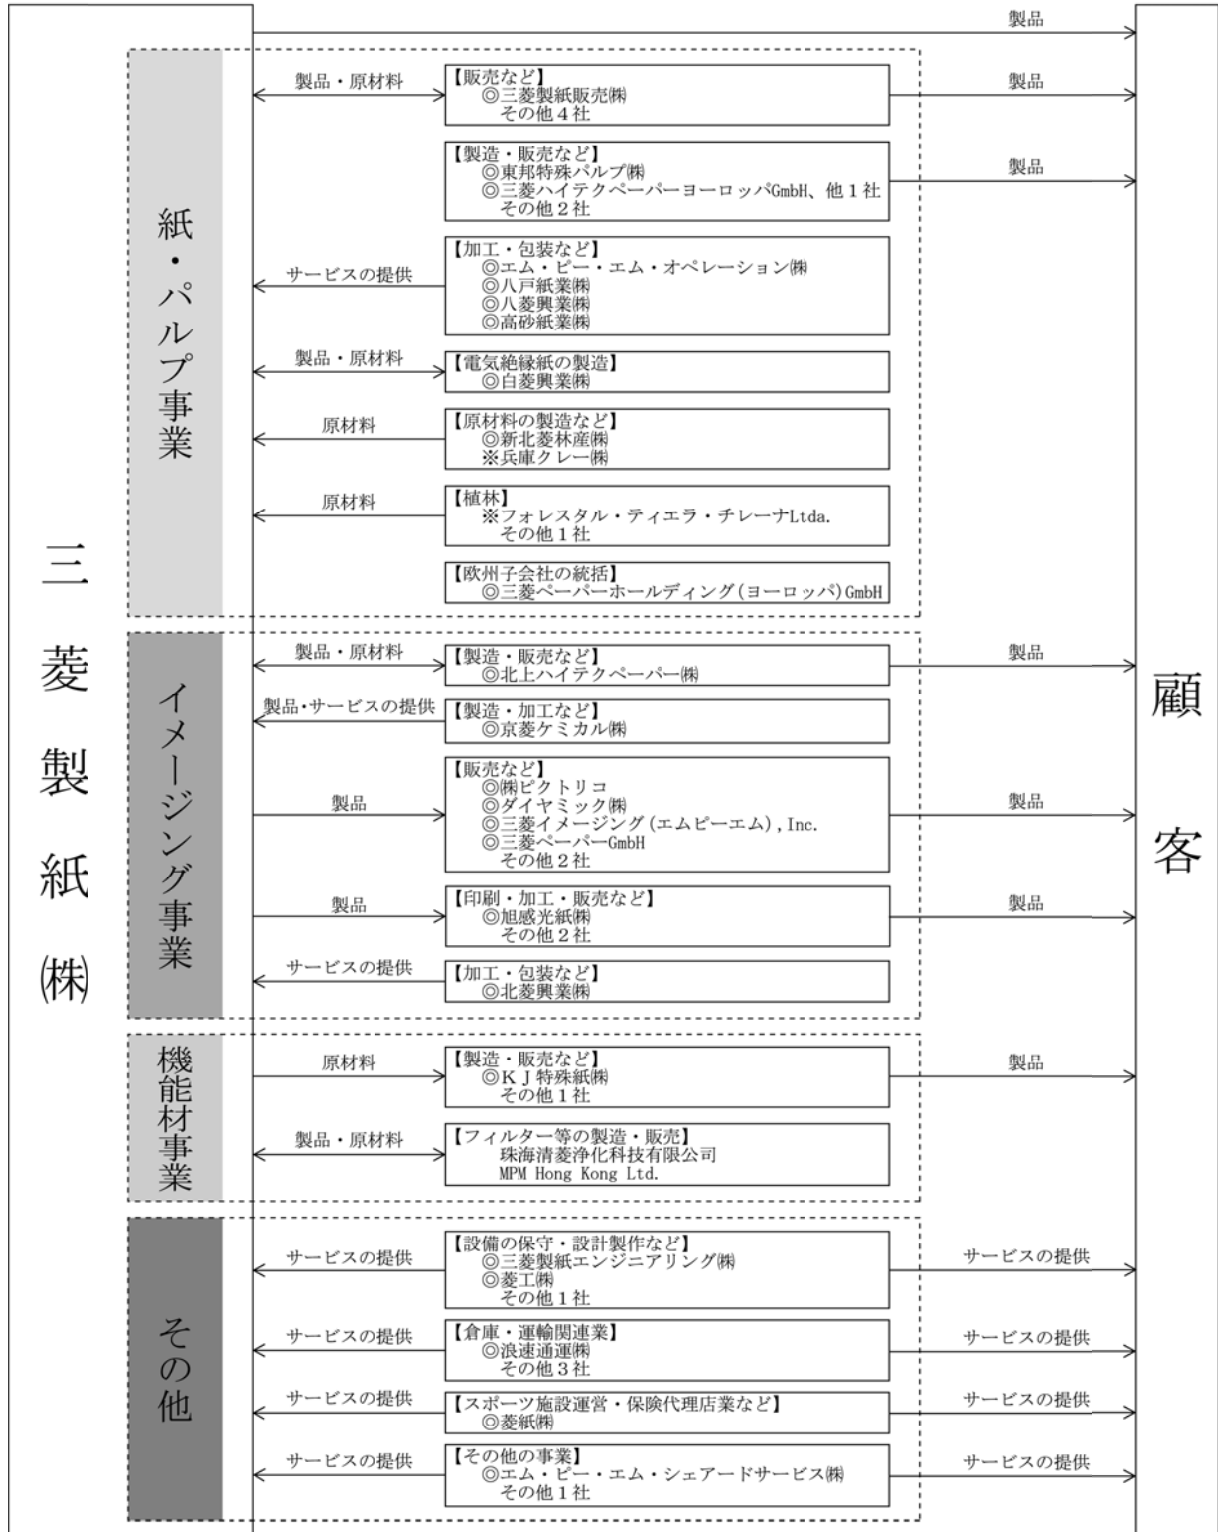 三菱製紙㈱
製品
紙・パルプ事業
製品・原材料
【販売など】
◎三菱製紙販売㈱
その他４社
製品
【製造・販売など】
◎東邦特殊パルプ㈱
◎三菱ハイテクペーパーヨーロッパGmbH、他１社
その他２社
製品
サービスの提供
【加工・包装など】
◎エム・ピー・エム・オペレーション㈱
◎八戸紙業㈱
◎八菱興業㈱
◎高砂紙業㈱
製品・原材料
【電気絶縁紙の製造】
◎白菱興業㈱
原材料
【原材料の製造など】
◎新北菱林産㈱
※兵庫クレー㈱
原材料
【植林】
※フォレスタル・ティエラ・チレーナLtda.
その他１社
【欧州子会社の統括】
◎三菱ペーパーホールディング(ヨーロッパ)GmbH
イメージング事業
製品・原材料
【製造・販売など】
◎北上ハイテクペーパー㈱
製品
製品・サービスの提供
【製造・加工など】
◎京菱ケミカル㈱
製品
【販売など】
◎㈱ピクトリコ
◎ダイヤミック㈱
◎三菱イメージング(エムピーエム),Inc.
◎三菱ペーパーGmbH
その他２社
製品
製品
【印刷・加工・販売など】
◎旭感光紙㈱
その他２社
製品
サービスの提供
【加工・包装など】
◎北菱興業㈱
機能材事業
原材料
【製造・販売など】
◎ＫＪ特殊紙㈱
その他１社
製品
製品・原材料
【フィルター等の製造・販売】
珠海清菱浄化科技有限公司
MPM Hong Kong Ltd.
その他
サービスの提供
【設備の保守・設計製作など】
◎三菱製紙エンジニアリング㈱
◎菱工㈱
その他１社
サービスの提供
サービスの提供
【倉庫・運輸関連業】
◎浪速通運㈱
その他３社
サービスの提供
サービスの提供
【スポーツ施設運営・保険代理店業など】
◎菱紙㈱
サービスの提供
サービスの提供
【その他の事業】
◎エム・ピー・エム・シェアードサービス㈱
その他１社
サービスの提供
顧客